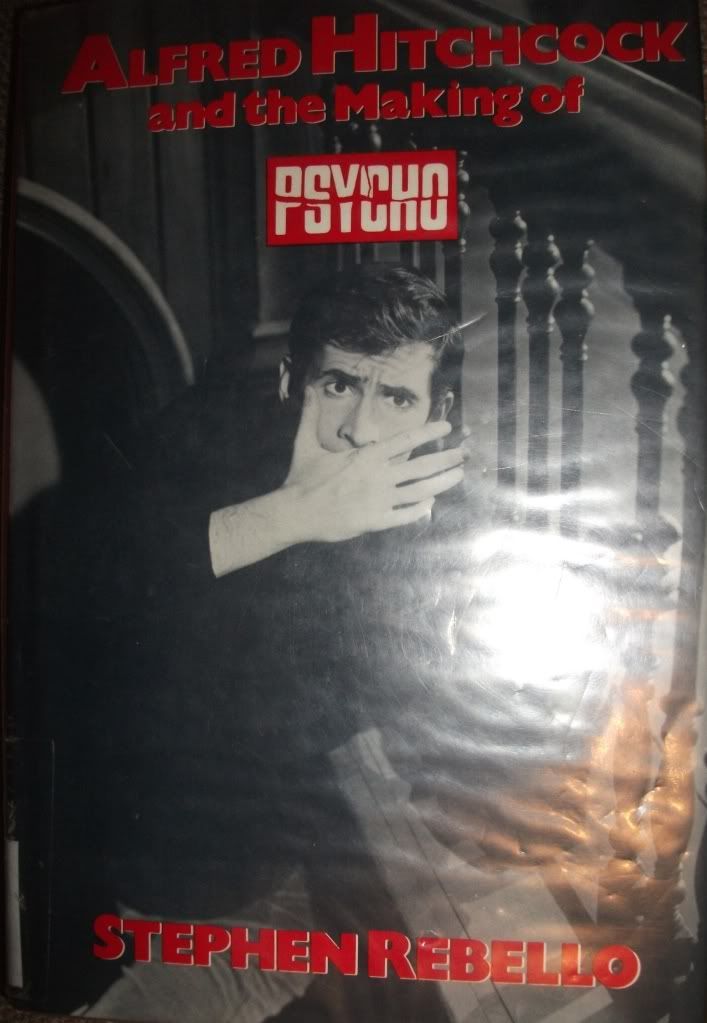 ALFRED HITCHCOCK
and the Making of
PSYCHO
STEPHEN REBELLO